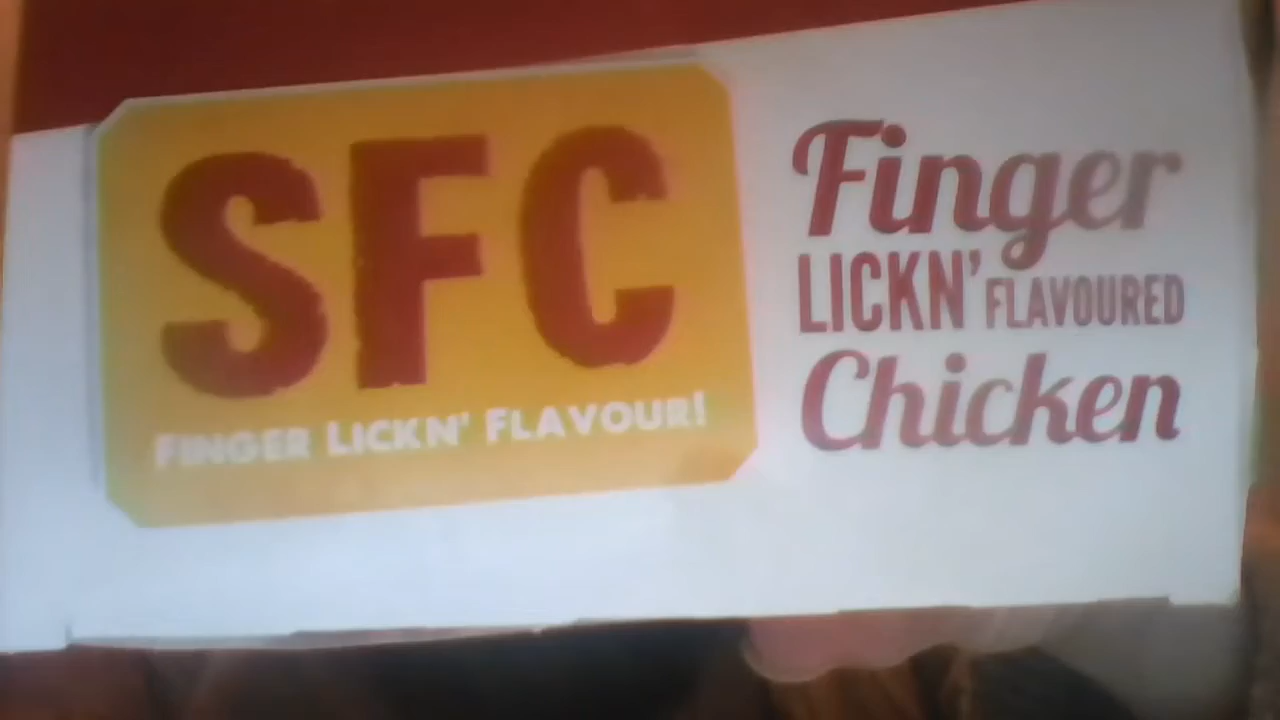 SFC
FINGER LICKN' FLAVOUR!
Finger
LICKN' FLAVOURED
Chicken